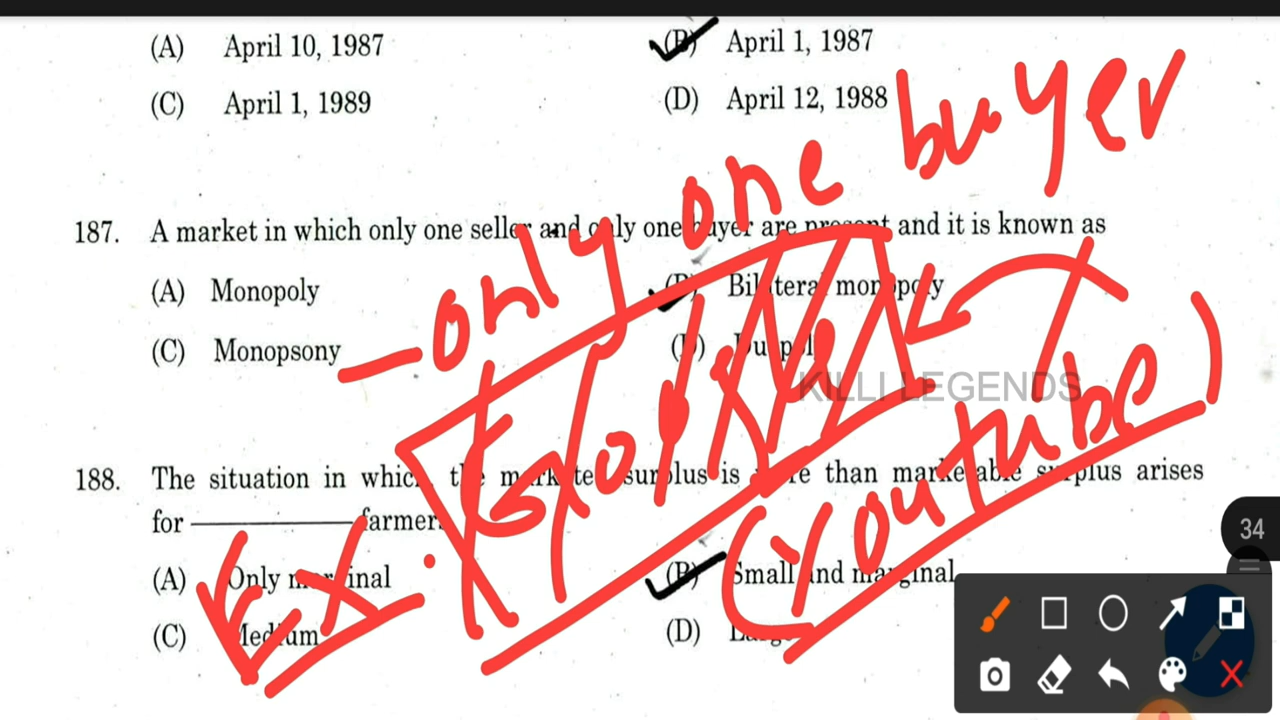 (A) April 10, 1987 (B) April 1, 1987
(C) April 1, 1989 (D) April 12, 1988
only one buyer
187. A market in which only one seller and only one buyer are present and it is known as
(A) Monopoly (B) Bilateral monopoly
(C) Monopsony (D) Duopoly
KILLI LEGENDS
(Youtube)
188. The situation in which the marketed surplus is more than marketable surplus arises
for farmers
Ex.
(A) Only marginal (B) Small and marginal
(C) Medium (D) Large
34